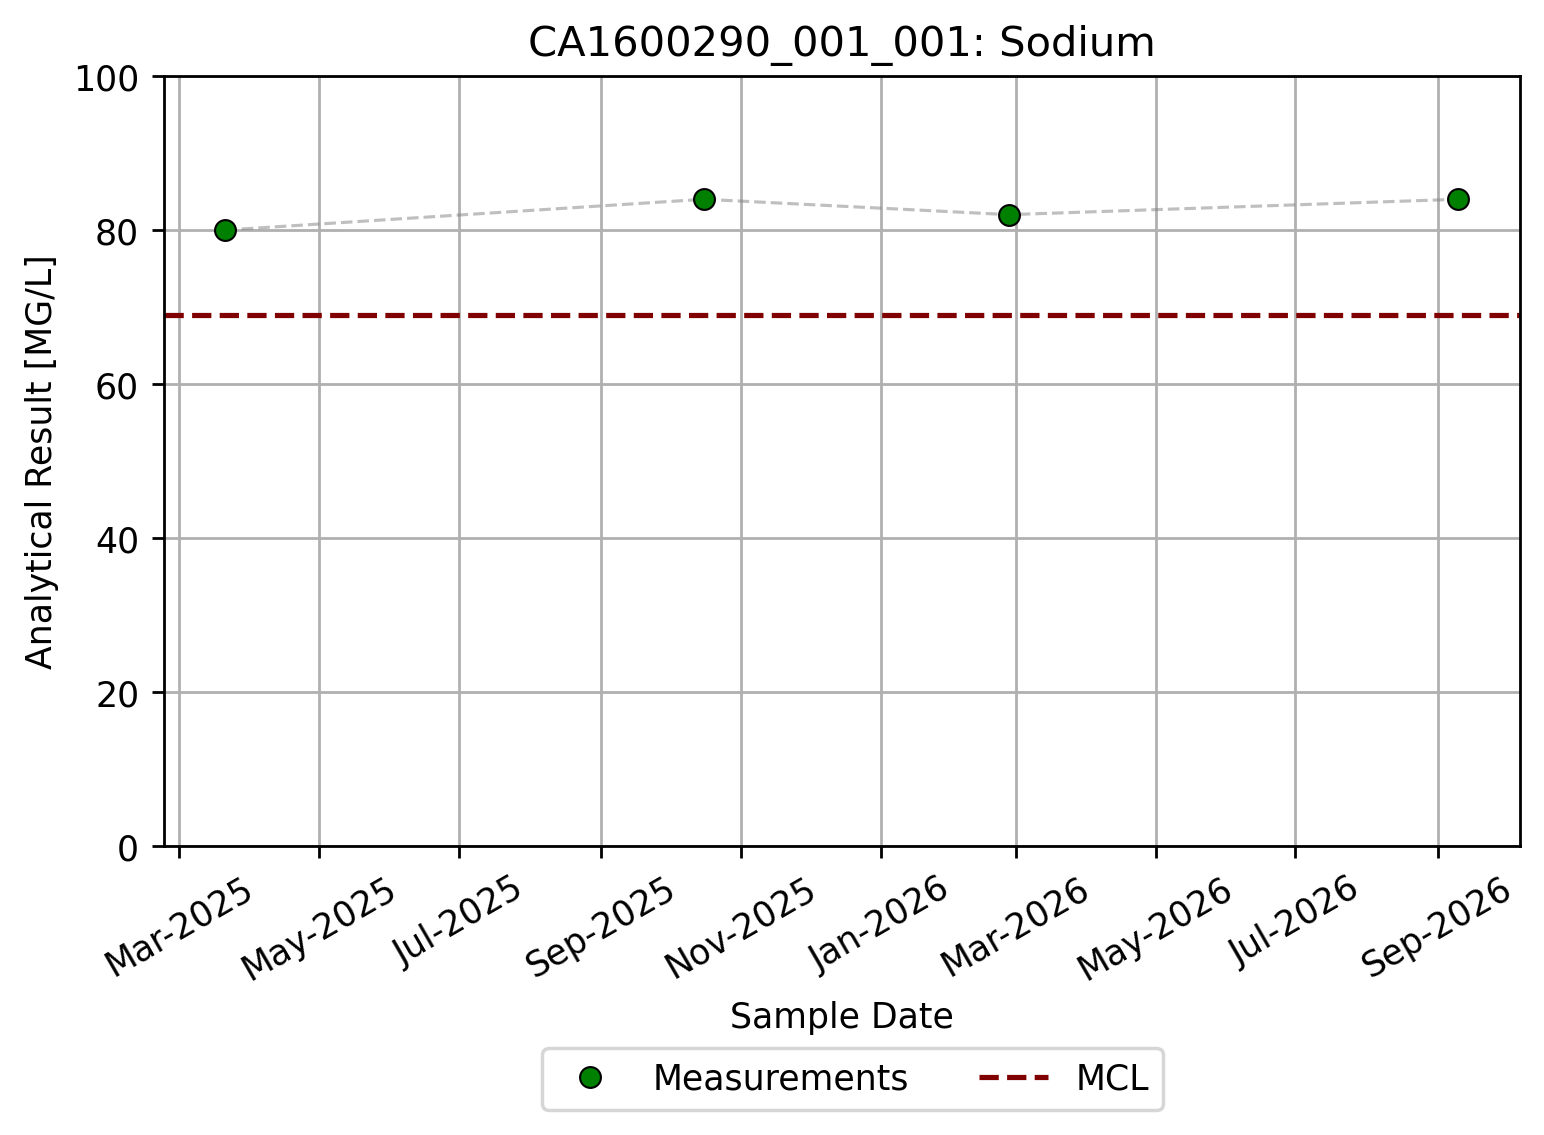 CA1600290_001_001: Sodium
100
80
60
40
20
0
Analytical Result [MG/L]
Mar-2025
May-2025
Jul-2025
Sep-2025
Nov-2025
Jan-2026
Mar-2026
May-2026
Jul-2026
Sep-2026
Sample Date
Measurements
MCL